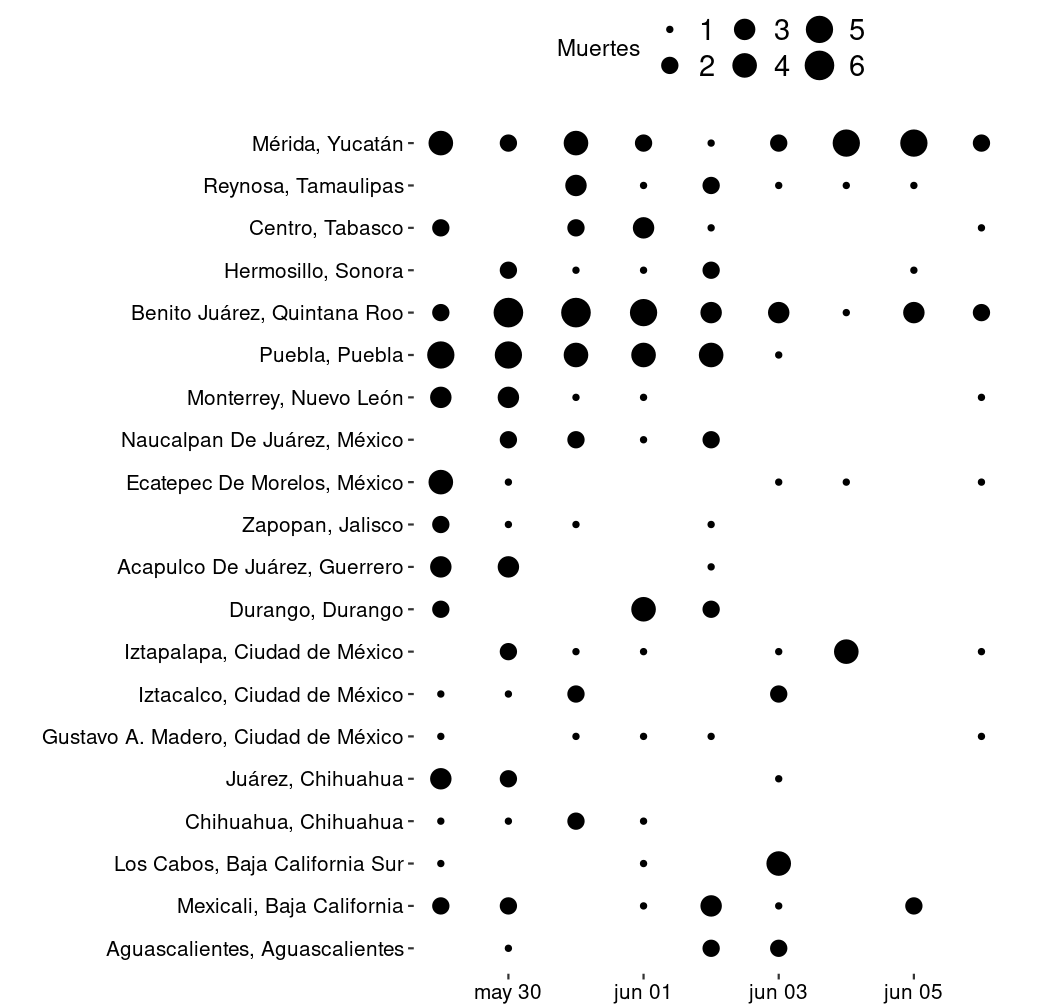 Muertes
1 3 5
2 4 6
Mérida, Yucatán
Reynosa, Tamaulipas
Centro, Tabasco
Hermosillo, Sonora
Benito Juárez, Quintana Roo
Puebla, Puebla
Monterrey, Nuevo León
Naucalpan De Juárez, México
Ecatepec De Morelos, México
Zapopan, Jalisco
Acapulco De Juárez, Guerrero
Durango, Durango
Iztapalapa, Ciudad de México
Iztacalco, Ciudad de México
Gustavo A. Madero, Ciudad de México
Juárez, Chihuahua
Chihuahua, Chihuahua
Los Cabos, Baja California Sur
Mexicali, Baja California
Aguascalientes, Aguascalientes
may 30 jun 01 jun 03 jun 05